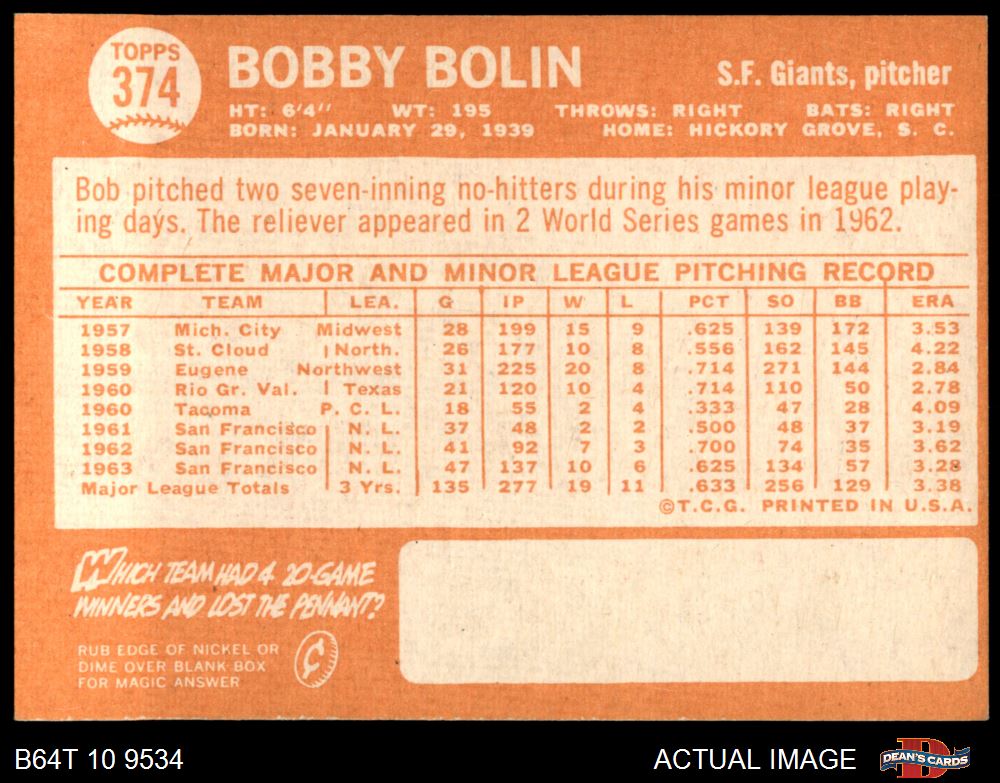 TOPPS
374
BOBBY BOLIN
S.F. Giants, pitcher
HT: 6'4'' WT: 195 THROWS: RIGHT BATS: RIGHT
BORN: JANUARY 29, 1939 HOME: HICKORY GROVE, S. C.
Bob pitched two seven-inning no-hitters during his minor league play-
ing days. The reliever appeared in 2 World Series games in 1962.
COMPLETE MAJOR AND MINOR LEAGUE PITCHING RECORD
YEAR TEAM LEA. G IP W L PCT SO BB ERA
1957 Mich. City Midwest 28 199 15 9 .625 139 172 3.53
1958 St. Cloud North. 26 177 10 8 .556 162 145 4.22
1959 Eugene Northwest 31 225 20 8 .714 271 144 2.84
1960 Rio Gr. Val. Texas 21 120 10 4 .714 110 50 2.78
1960 Tacoma P. C. L. 18 55 2 4 .333 47 28 4.09
1961 San Francisco N. L. 37 48 2 2 .500 48 37 3.19
1962 San Francisco N. L. 41 92 7 3 .700 74 35 3.62
1963 San Francisco N. L. 47 137 10 6 .625 134 57 3.28
Major League Totals 3 Yrs. 135 277 19 11 .633 256 129 3.38
©T.C.G. PRINTED IN U.S.A.
WHICH TEAM HAD 4 20-GAME
WINNERS AND LOST THE PENNANT?
RUB EDGE OF NICKEL OR
DIME OVER BLANK BOX
FOR MAGIC ANSWER
¢
B64T 10 9534
ACTUAL IMAGE
DEAN'S CARDS